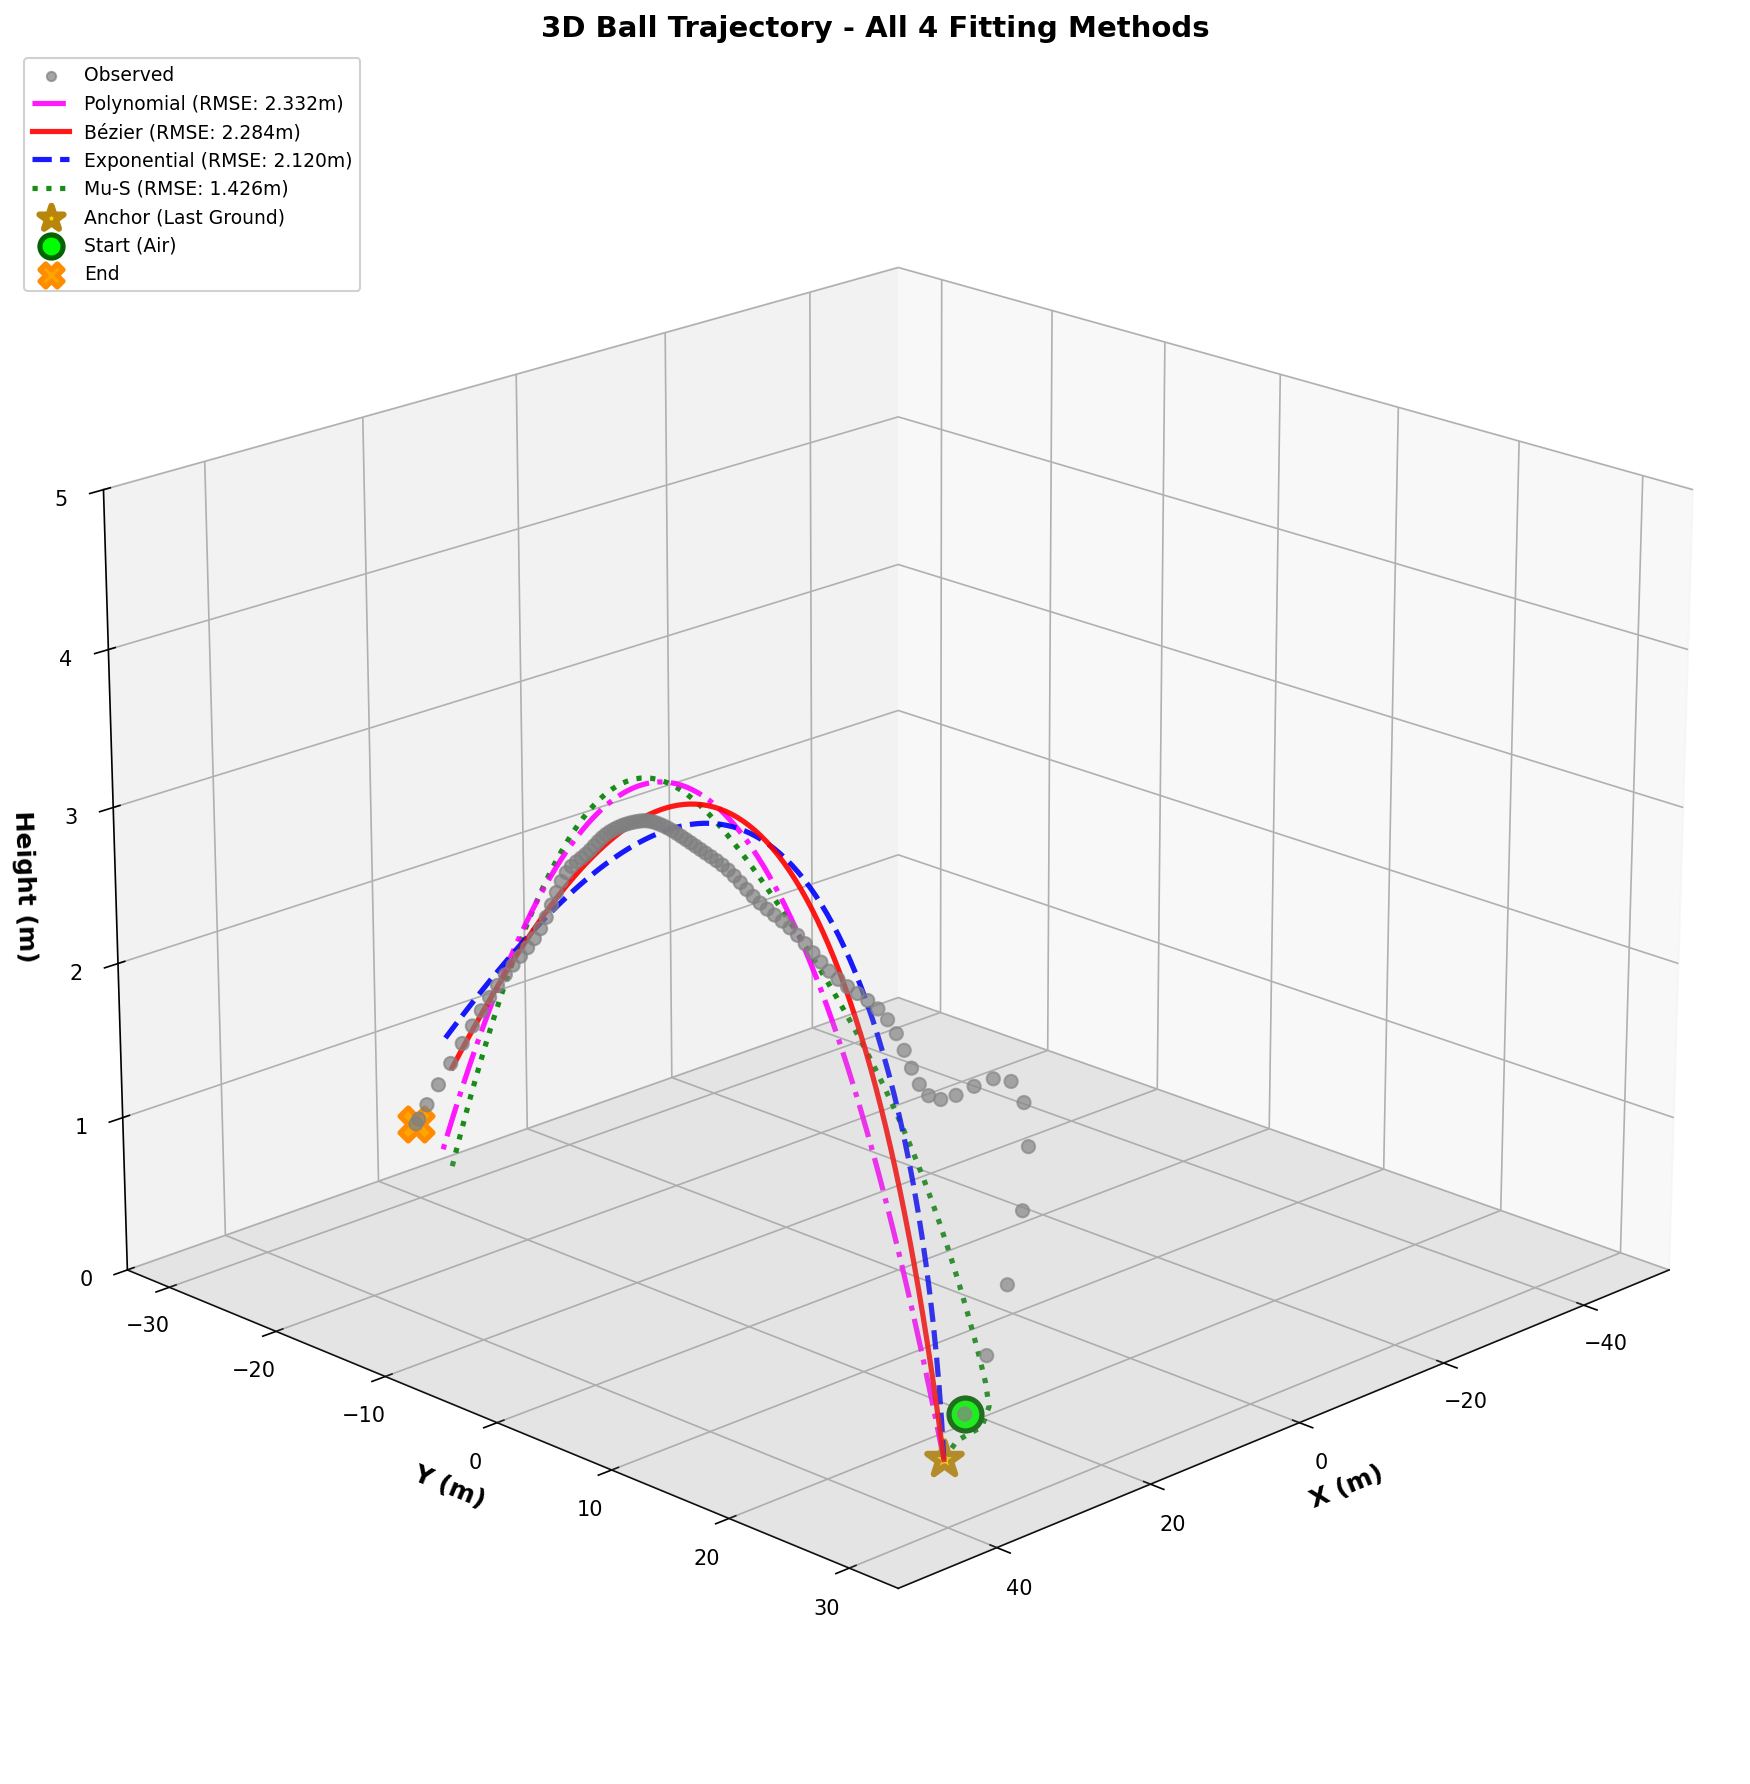 3D Ball Trajectory - All 4 Fitting Methods
Observed
Polynomial (RMSE: 2.332m)
Bézier (RMSE: 2.284m)
Exponential (RMSE: 2.120m)
Mu-S (RMSE: 1.426m)
Anchor (Last Ground)
Start (Air)
End
5
4
3
2
1
0
Height (m)
−30
−20
−10
0
10
20
30
Y (m)
−40
−20
0
20
40
X (m)